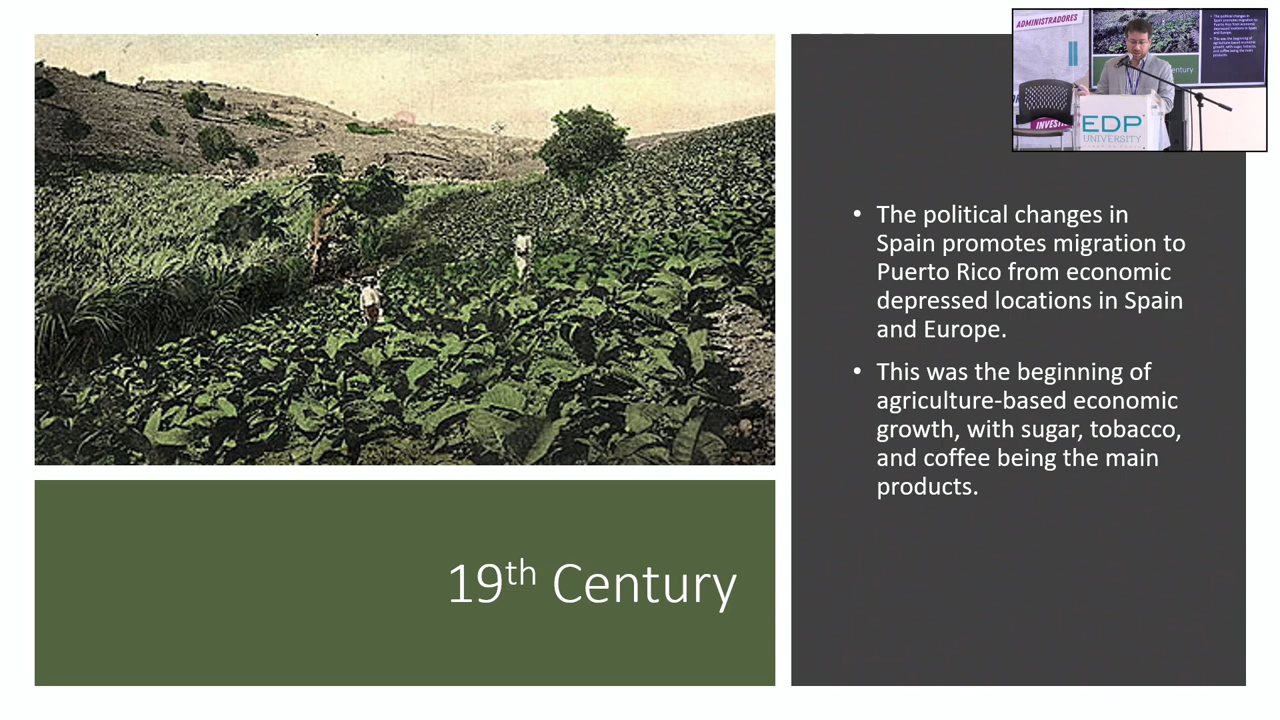 19th Century
• The political changes in
Spain promotes migration to
Puerto Rico from economic
depressed locations in Spain
and Europe.
• This was the beginning of
agriculture-based economic
growth, with sugar, tobacco,
and coffee being the main
products.
ADMINISTRADORES
EDP
UNIVERSITY